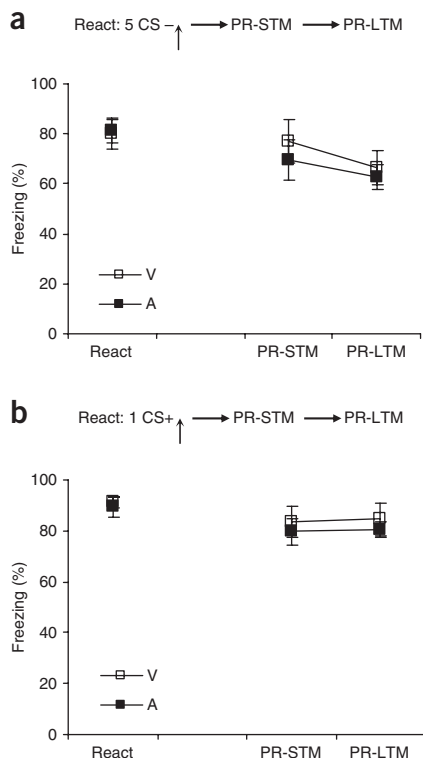 a
React: 5 CS – ↑ → PR-STM → PR-LTM
100
80
60
40
20
0
Freezing (%)
V
A
React PR-STM PR-LTM
b
React: 1 CS+ ↑ → PR-STM → PR-LTM
100
80
60
40
20
0
Freezing (%)
V
A
React PR-STM PR-LTM